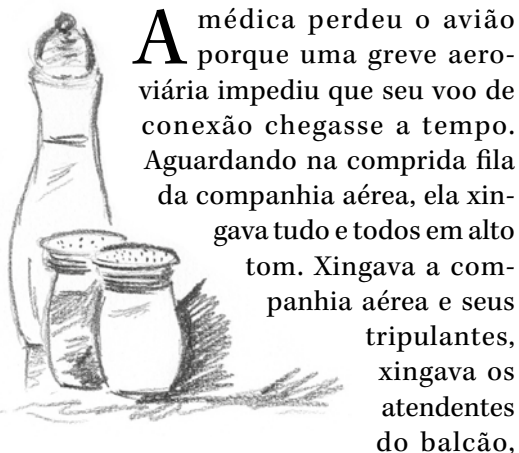 A médica perdeu o avião
porque uma greve aero-
viária impediu que seu voo de
conexão chegasse a tempo.
Aguardando na comprida fila
da companhia aérea, ela xin-
gava tudo e todos em alto
tom. Xingava a com-
panhia aérea e seus
tripulantes,
xingava os
atendentes
do balcão,